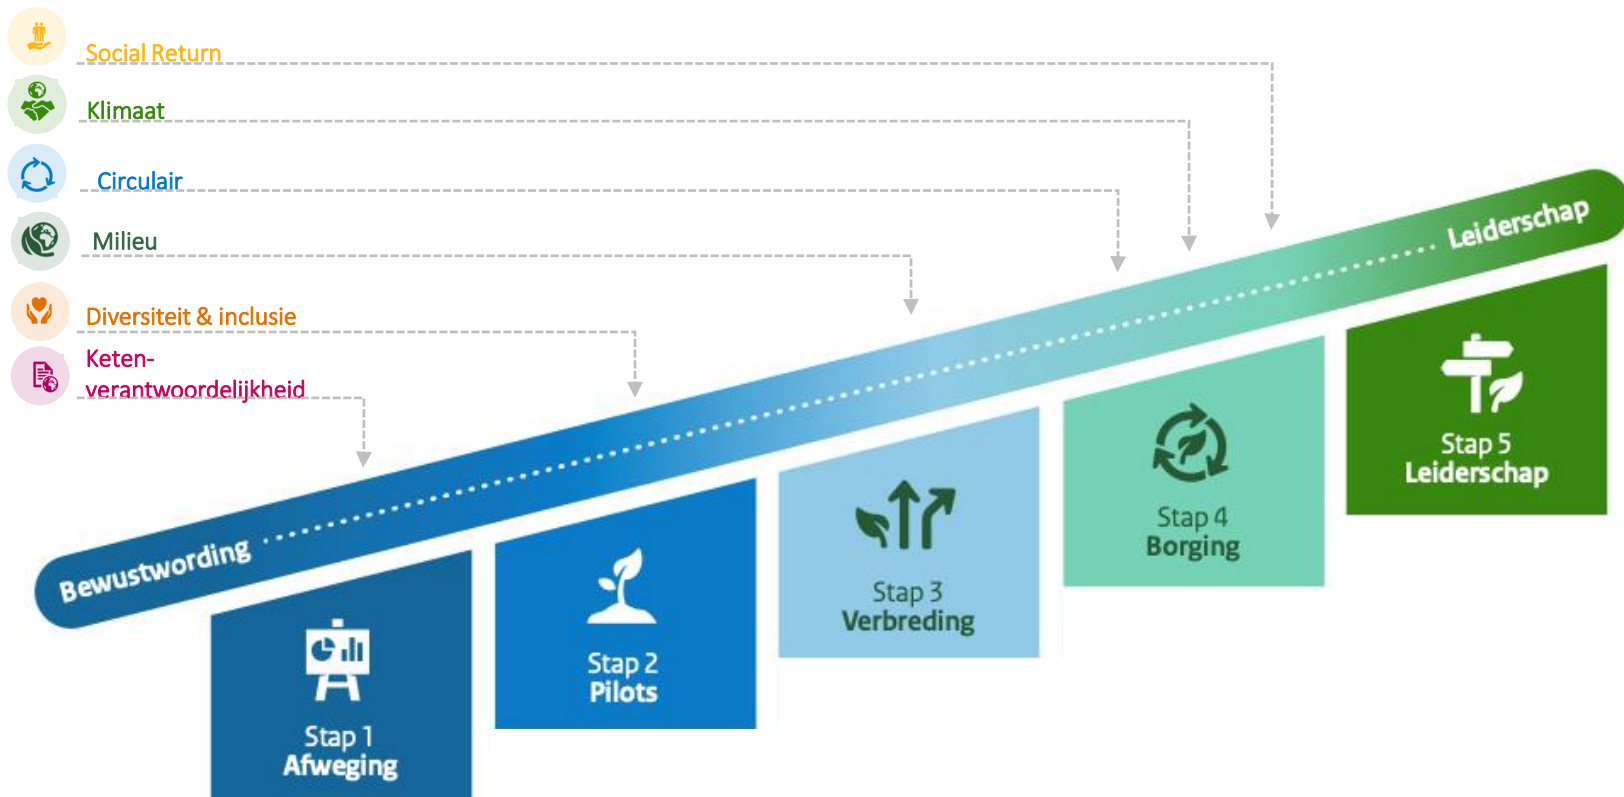 Social Return
Klimaat
Circulair
Milieu
Diversiteit & inclusie
Keten-
verantwoordelijkheid
Bewustwording
Leiderschap
Stap 1
Afweging
Stap 2
Pilots
Stap 3
Verbreding
Stap 4
Borging
Stap 5
Leiderschap